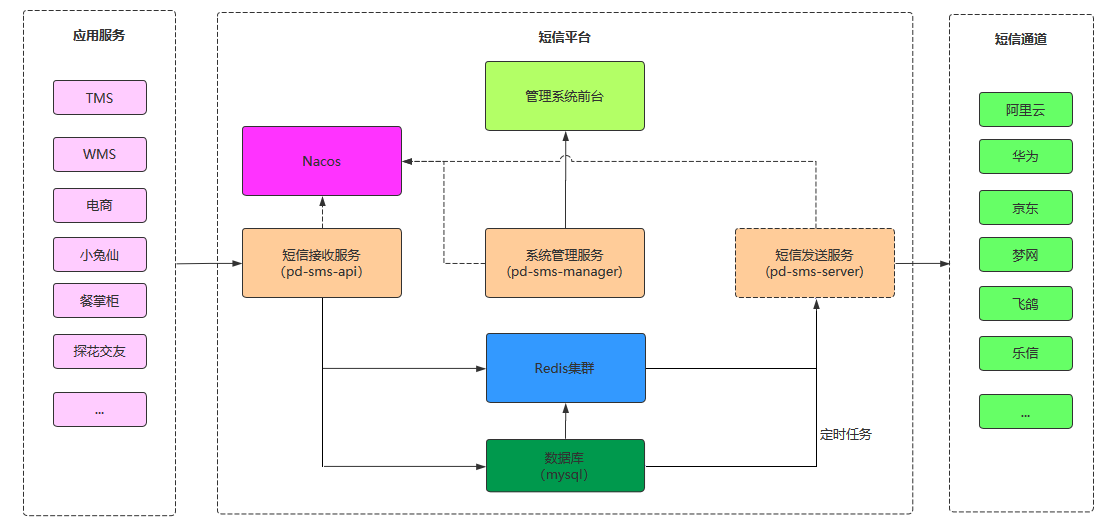 应用服务
TMS
WMS
电商
小兔仙
餐掌柜
探花交友
...
短信平台
管理系统前台
Nacos
短信接收服务
(pd-sms-api)
系统管理服务
(pd-sms-manager)
短信发送服务
(pd-sms-server)
Redis集群
定时任务
数据库
(mysql)
短信通道
阿里云
华为
京东
梦网
飞鸽
乐信
...